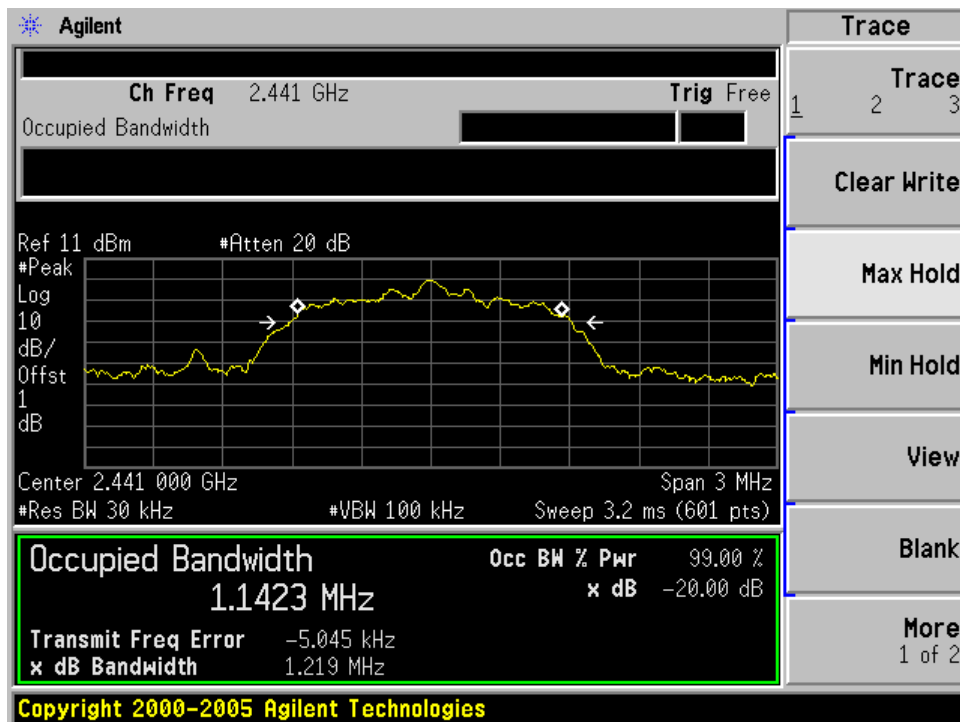 Agilent
Trace
Ch Freq 2.441 GHz Trig Free
Occupied Bandwidth
Trace
1 2 3
Clear Write
Max Hold
Min Hold
View
Blank
More
1 of 2
Ref 11 dBm #Atten 20 dB
#Peak
Log
10
dB/
Offst
1
dB
Center 2.441 000 GHz Span 3 MHz
#Res BW 30 kHz #VBW 100 kHz Sweep 3.2 ms (601 pts)
Occupied Bandwidth
1.1423 MHz
Occ BW % Pwr 99.00 %
x dB -20.00 dB
Transmit Freq Error -5.045 kHz
x dB Bandwidth 1.219 MHz
Copyright 2000-2005 Agilent Technologies